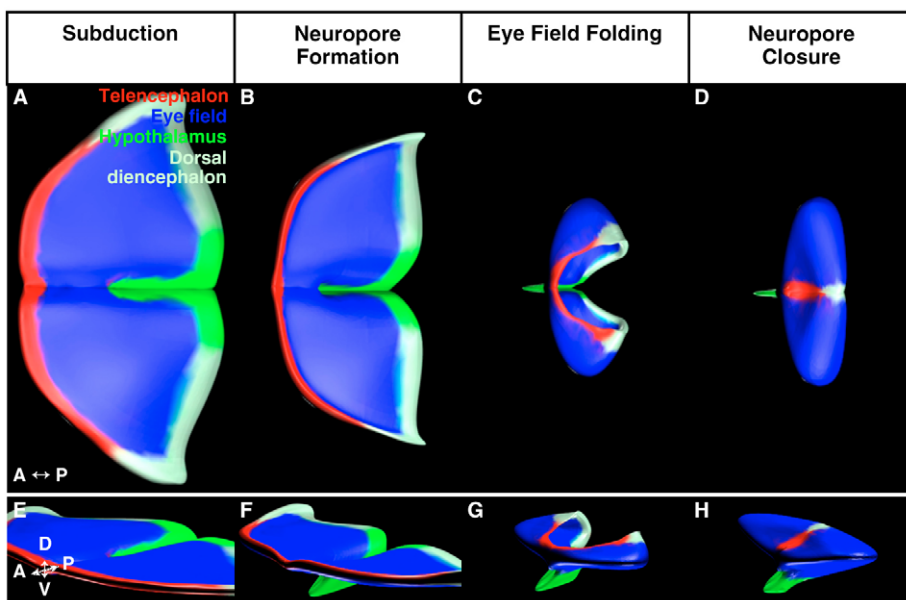 Subduction
Neuropore
Formation
Eye Field Folding
Neuropore
Closure
A
Telencephalon
Eye field
Hypothalamus
Dorsal
diencephalon
B
C
D
A ↔ P
E
D
P
A
V
F
G
H